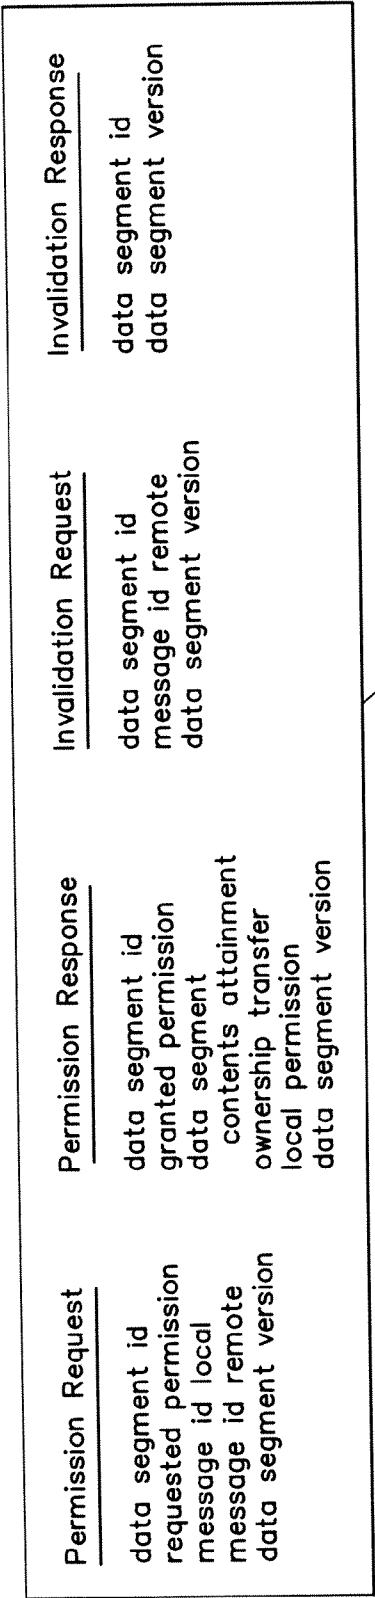 Permission Request
data segment id
requested permission
message id local
message id remote
data segment version
Permission Response
data segment id
granted permission
data segment
contents attainment
ownership transfer
local permission
data segment version
Invalidation Request
data segment id
message id remote
data segment version
Invalidation Response
data segment id
data segment version